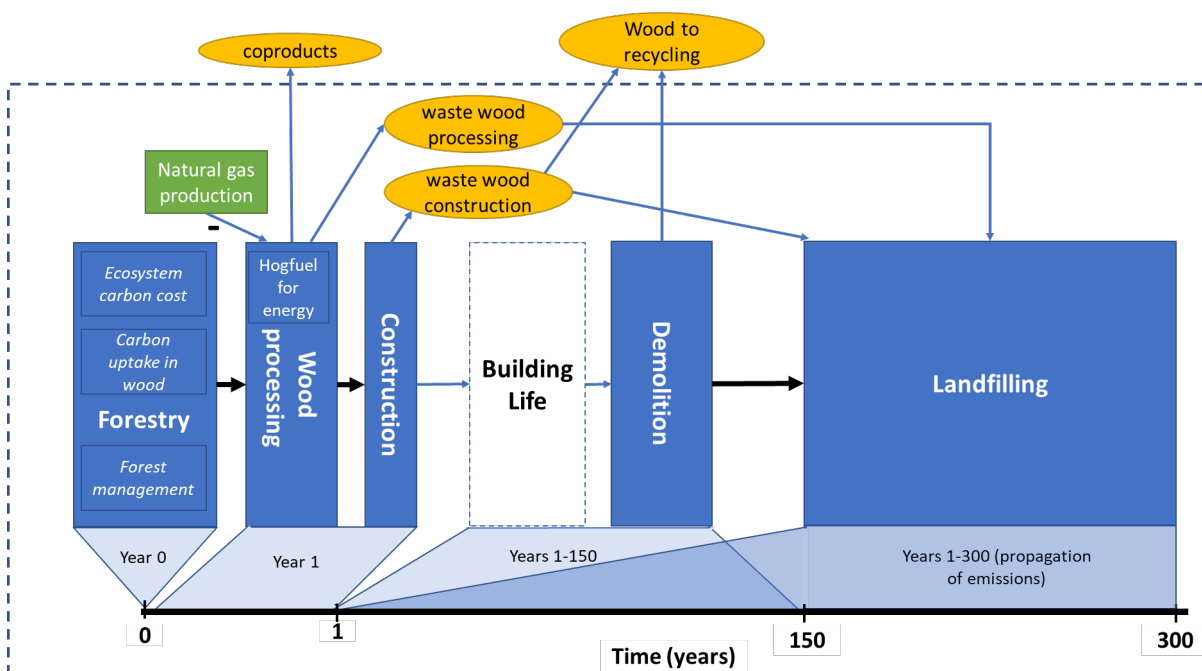 Wood to
recycling
coproducts
waste wood
processing
Natural gas
production
waste wood
construction
-
Ecosystem
carbon cost
Carbon
uptake in
wood
Forestry
Forest
management
Hogfuel
for
energy
Wood
processing
Construction
Building
Life
Demolition
Landfilling
Year 0
Year 1
Years 1-150
Years 1-300 (propagation
of emissions)
0
1
150
300
Time (years)